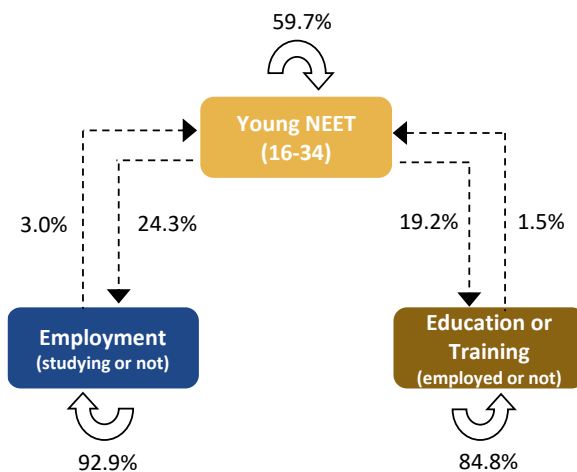 59.7%
Young NEET
(16-34)
3.0%
24.3%
19.2%
1.5%
Employment
(studying or not)
Education or
Training
(employed or not)
92.9%
84.8%